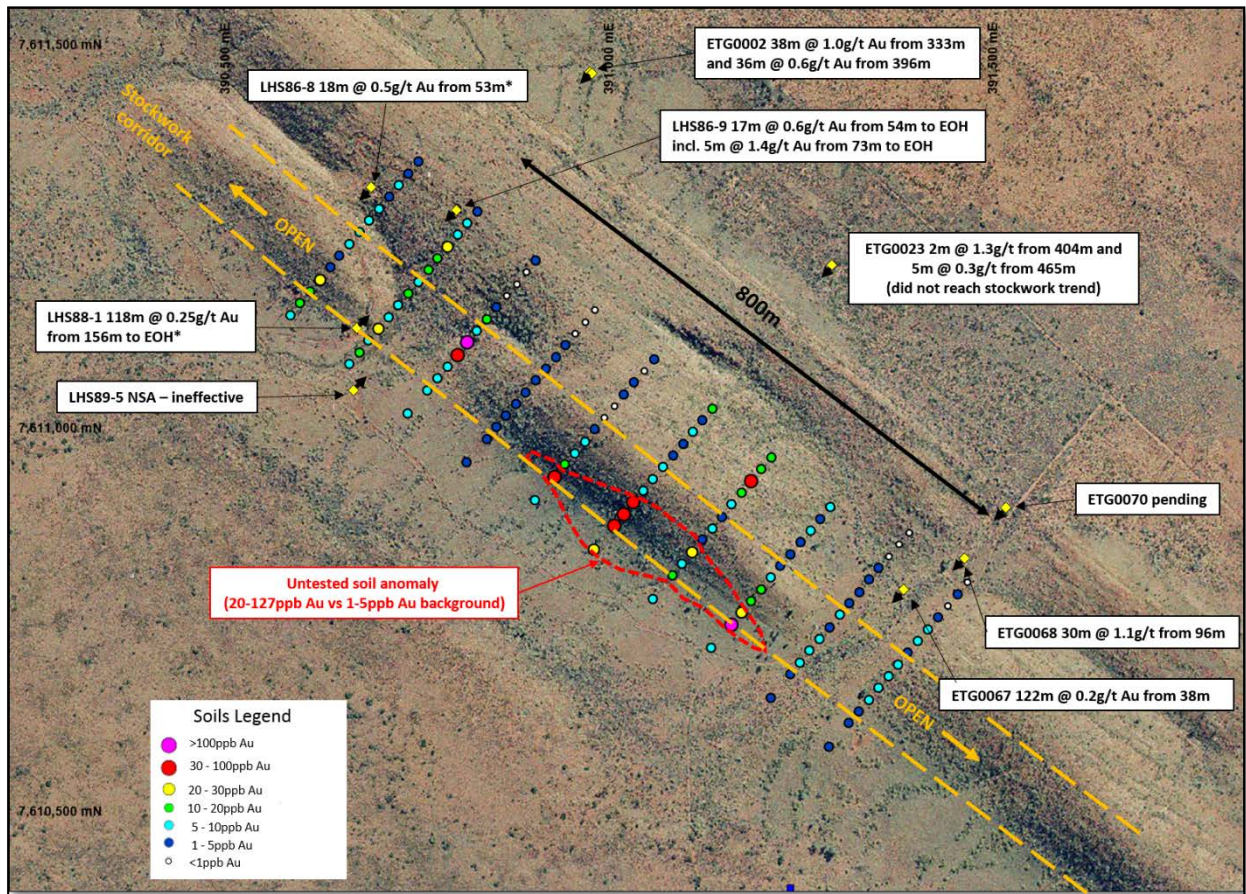 7,611,500 mN
390,500 mE
391,000 mE
391,500 mE
ETG0002 38m @ 1.0g/t Au from 333m
and 36m @ 0.6g/t Au from 396m
LHS86-8 18m @ 0.5g/t Au from 53m*
LHS86-9 17m @ 0.6g/t Au from 54m to EOH
incl. 5m @ 1.4g/t Au from 73m to EOH
Stockwork
corridor
OPEN
ETG0023 2m @ 1.3g/t from 404m and
5m @ 0.3g/t from 465m
(did not reach stockwork trend)
800m
LHS88-1 118m @ 0.25g/t Au
from 156m to EOH*
LHS89-5 NSA – ineffective
7,611,000 mN
ETG0070 pending
Untested soil anomaly
(20-127ppb Au vs 1-5ppb Au background)
ETG0068 30m @ 1.1g/t from 96m
ETG0067 122m @ 0.2g/t Au from 38m
OPEN
Soils Legend
>100ppb Au
30 - 100ppb Au
20 - 30ppb Au
10 - 20ppb Au
5 - 10ppb Au
1 - 5ppb Au
<1ppb Au
7,610,500 mN